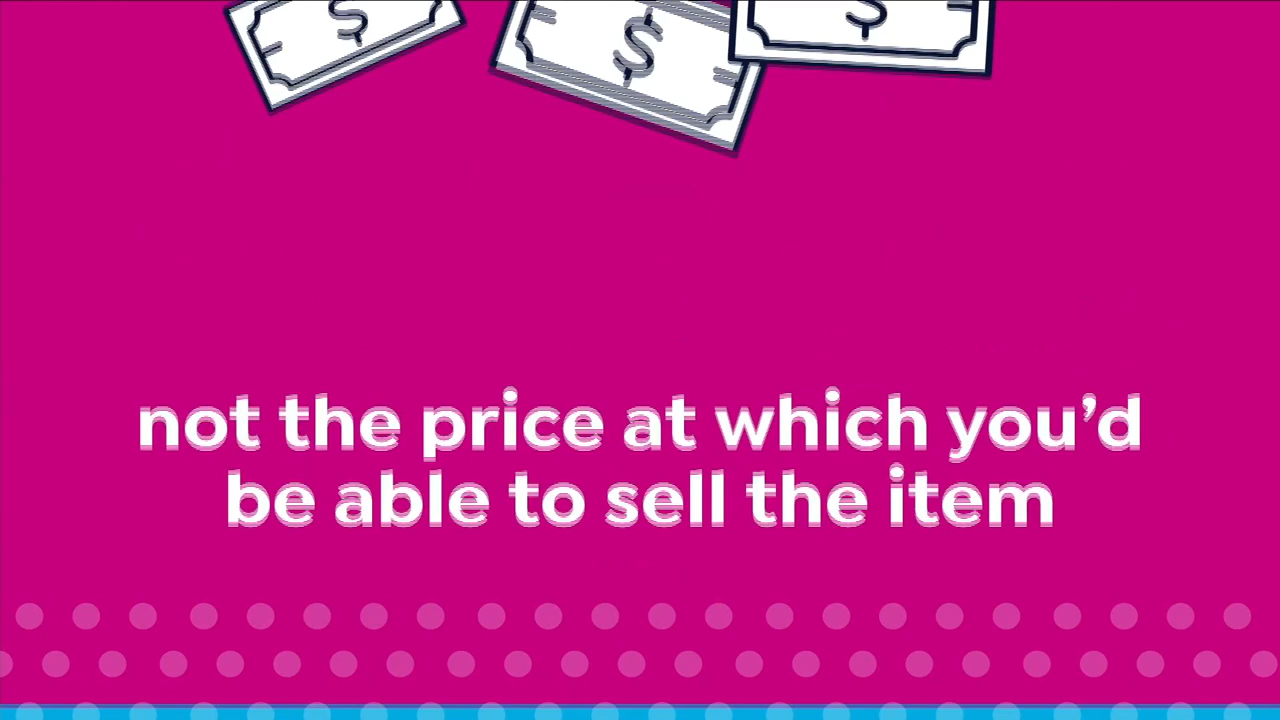 $ $ $
not the price at which you’d
be able to sell the item